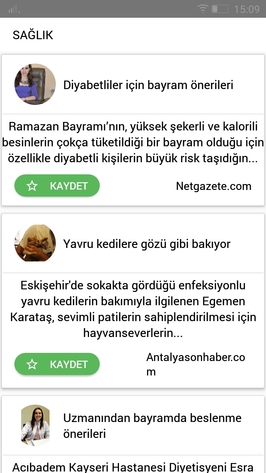 15:09
SAĞLIK
Diyabetliler için bayram önerileri
Ramazan Bayramı'nın, yüksek şekerli ve kalorili
besinlerin çokça tüketildiği bir bayram olduğu için
özellikle diyabetli kişilerin büyük risk taşıdığın...
KAYDET
Netgazete.com
Yavru kedilere gözü gibi bakıyor
Eskişehir'de sokakta gördüğü enfeksiyonlu
yavru kedilerin bakımıyla ilgilenen Egemen
Karataş, sevimli patilerin sahiplendirilmesi için
hayvanseverlerin...
KAYDET
Antalyasonhaber.co
m
Uzmanından bayramda beslenme
önerileri
Acıbadem Kayseri Hastanesi Diyetisyeni Esra